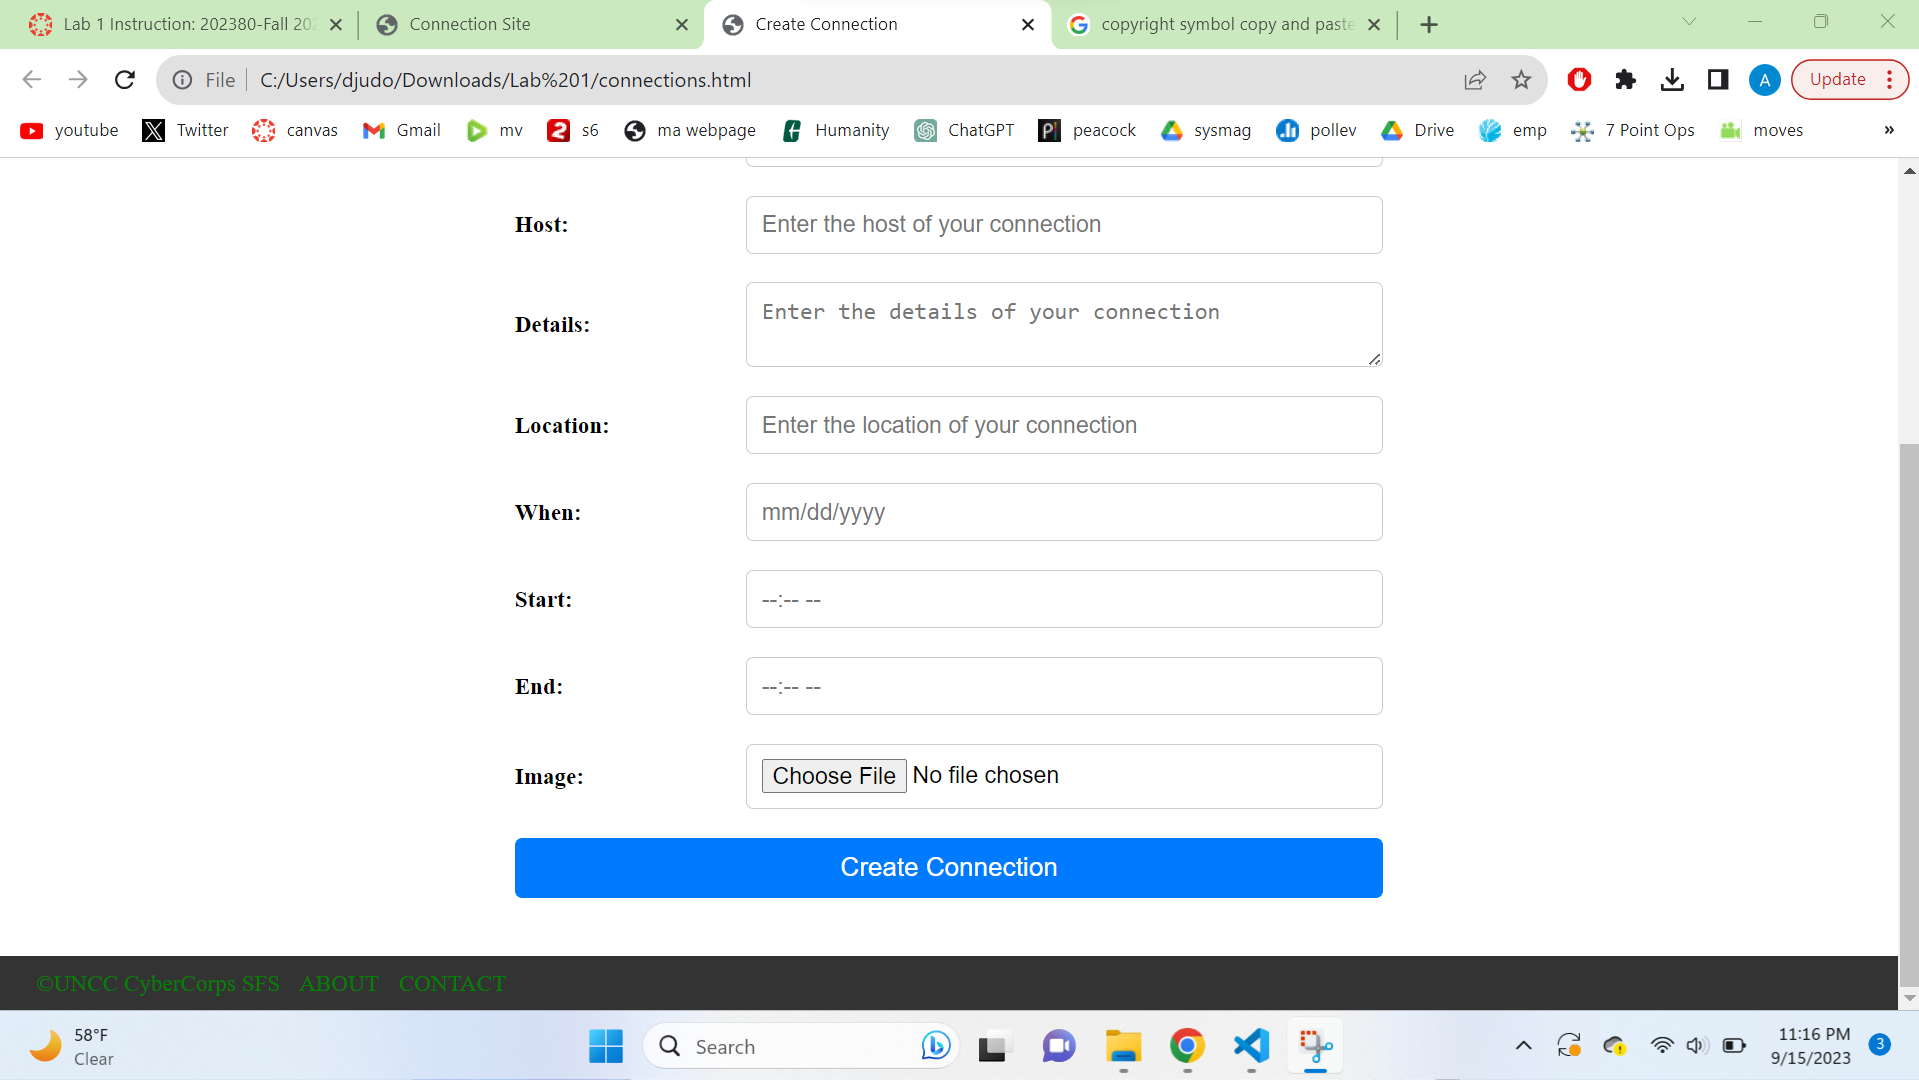 Lab 1 Instruction: 202380-Fall 202
Connection Site
Create Connection
copyright symbol copy and paste
File
C:/Users/djudo/Downloads/Lab%201/connections.html
A
Update
youtube
Twitter
canvas
Gmail
mv
s6
ma webpage
Humanity
ChatGPT
peacock
sysmag
pollev
Drive
emp
7 Point Ops
moves
»
Host:
Enter the host of your connection
Details:
Enter the details of your connection
Location:
Enter the location of your connection
When:
mm/dd/yyyy
Start:
--:-- --
End:
--:-- --
Image:
Choose File No file chosen
Create Connection
©UNCC CyberCorps SFS ABOUT CONTACT
58°F
Clear
Search
11:16 PM
9/15/2023
3